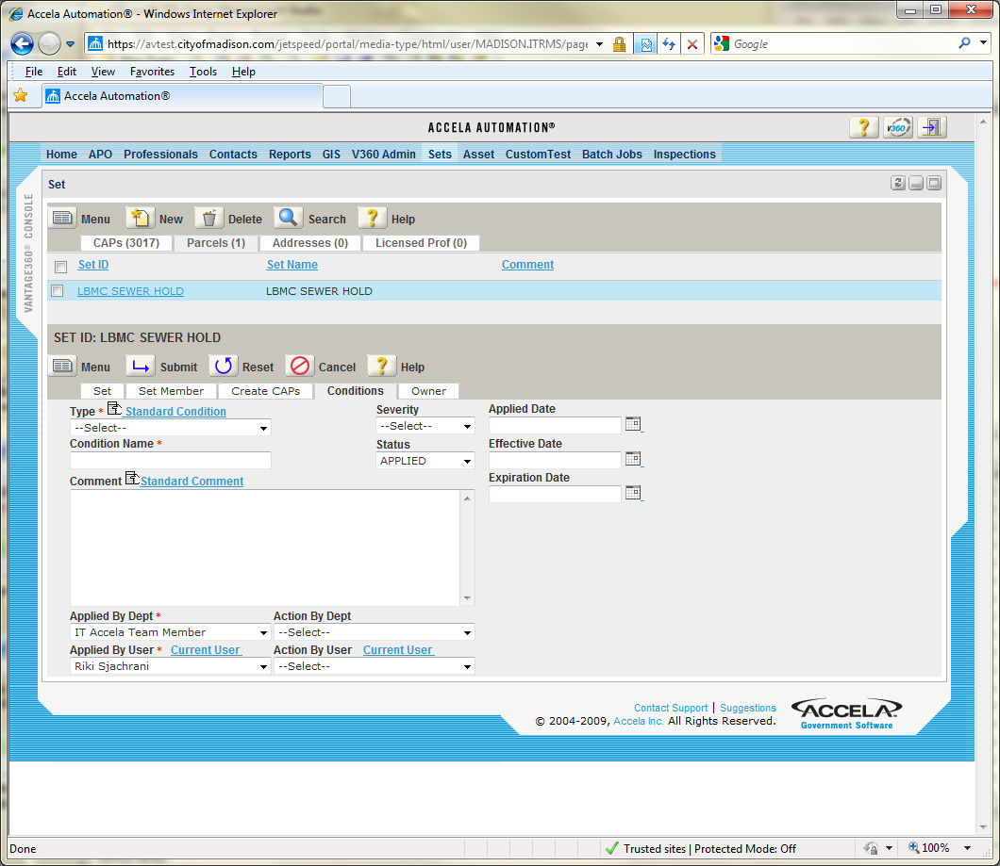 Accela Automation® - Windows Internet Explorer
https://avtest.cityofmadison.com/jetspeed/portal/media-type/html/user/MADISON.ITRMS/page
Google
File Edit View Favorites Tools Help
Accela Automation®
ACCELA AUTOMATION®
? V360
Home APO Professionals Contacts Reports GIS V360 Admin Sets Asset CustomTest Batch Jobs Inspections
VANTAGE360® CONSOLE
Set
Menu New Delete Search ? Help
CAPs (3017) Parcels (1) Addresses (0) Licensed Prof (0)
Set ID Set Name Comment
LBMC SEWER HOLD LBMC SEWER HOLD
SET ID: LBMC SEWER HOLD
Menu Submit Reset Cancel ? Help
Set Set Member Create CAPs Conditions Owner
Type * Standard Condition Severity Applied Date
--Select-- --Select--
Condition Name * Status Effective Date
APPLIED
Comment Standard Comment Expiration Date
Applied By Dept * Action By Dept
IT Accela Team Member --Select--
Applied By User * Current User Action By User Current User
Riki Sjachrani --Select--
Contact Support | Suggestions
© 2004-2009, Accela Inc. All Rights Reserved.
ACCELA™
Government Software
Done Trusted sites | Protected Mode: Off 100%